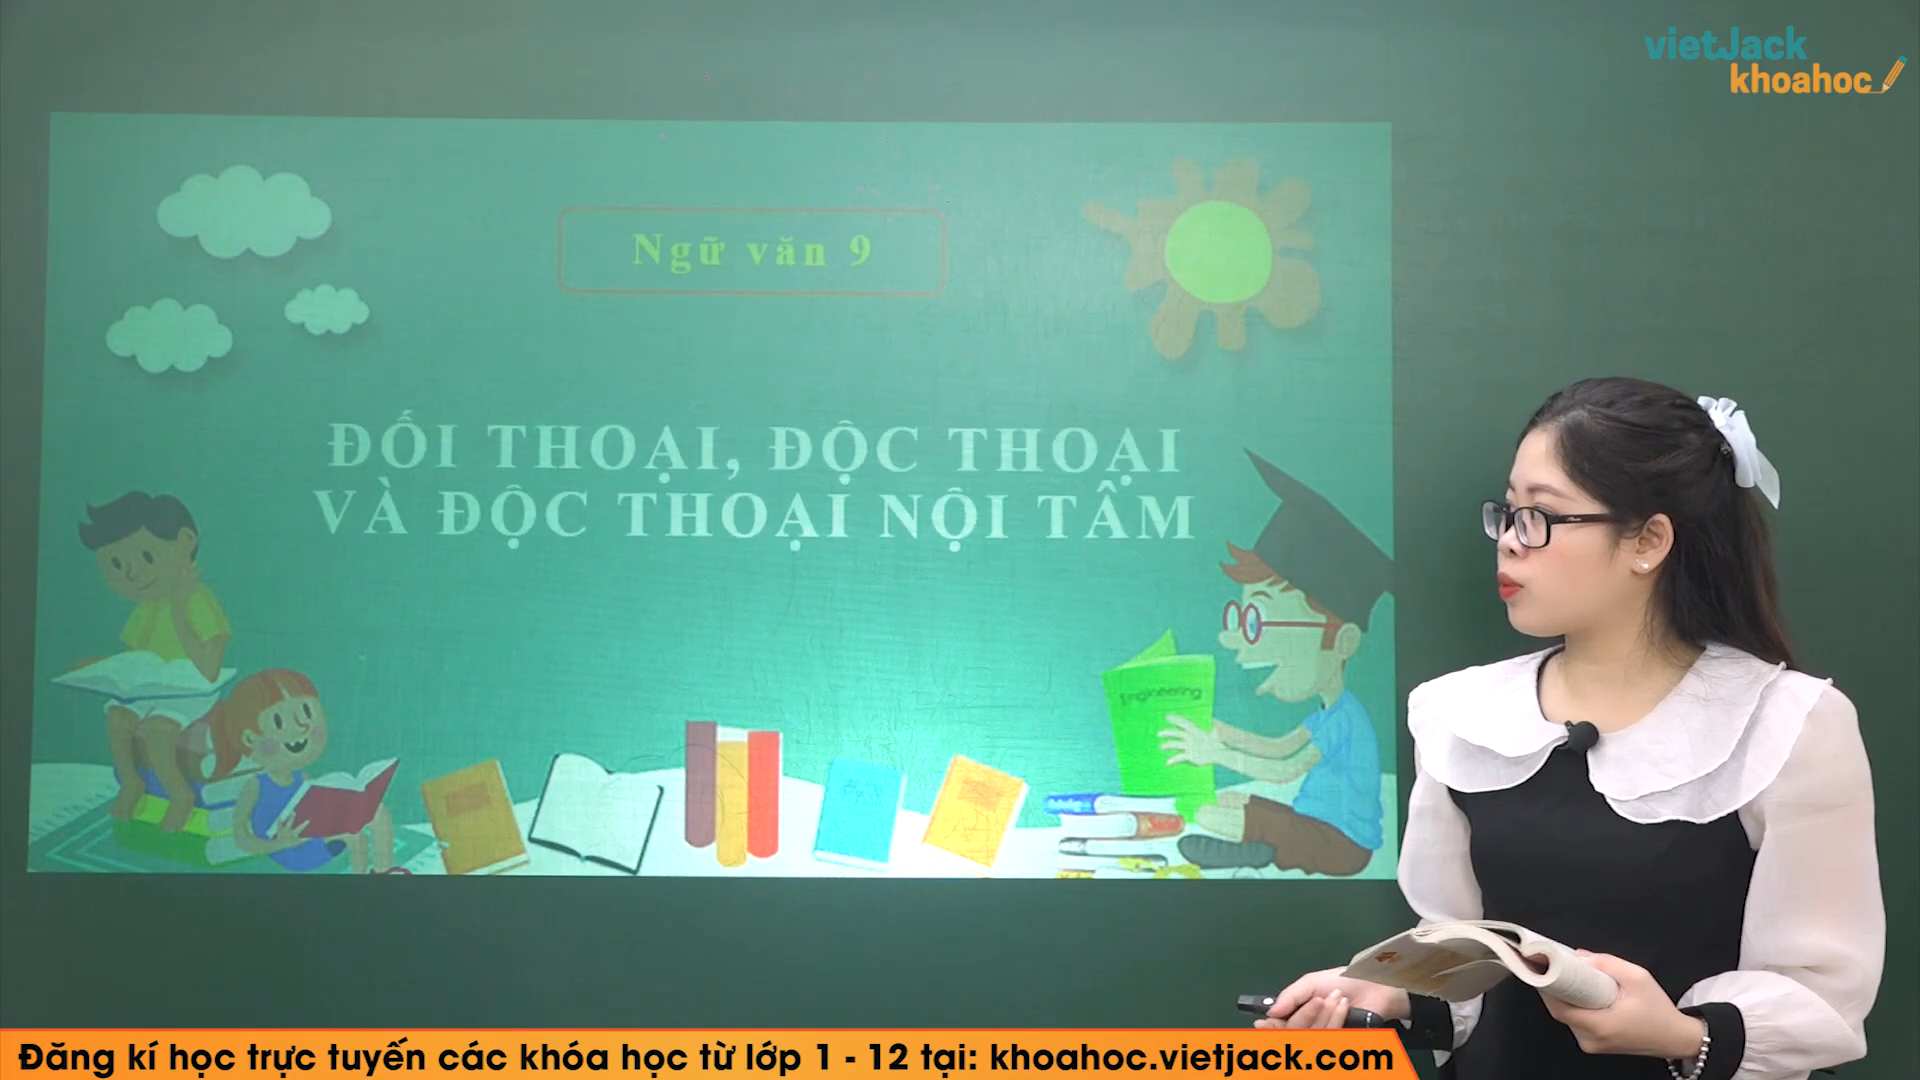 vietJack
khoahoc
Ngữ văn 9
ĐỐI THOẠI, ĐỘC THOẠI
VÀ ĐỘC THOẠI NỘI TÂM
Engineering
Đăng kí học trực tuyến các khóa học từ lớp 1 - 12 tại: khoahoc.vietjack.com